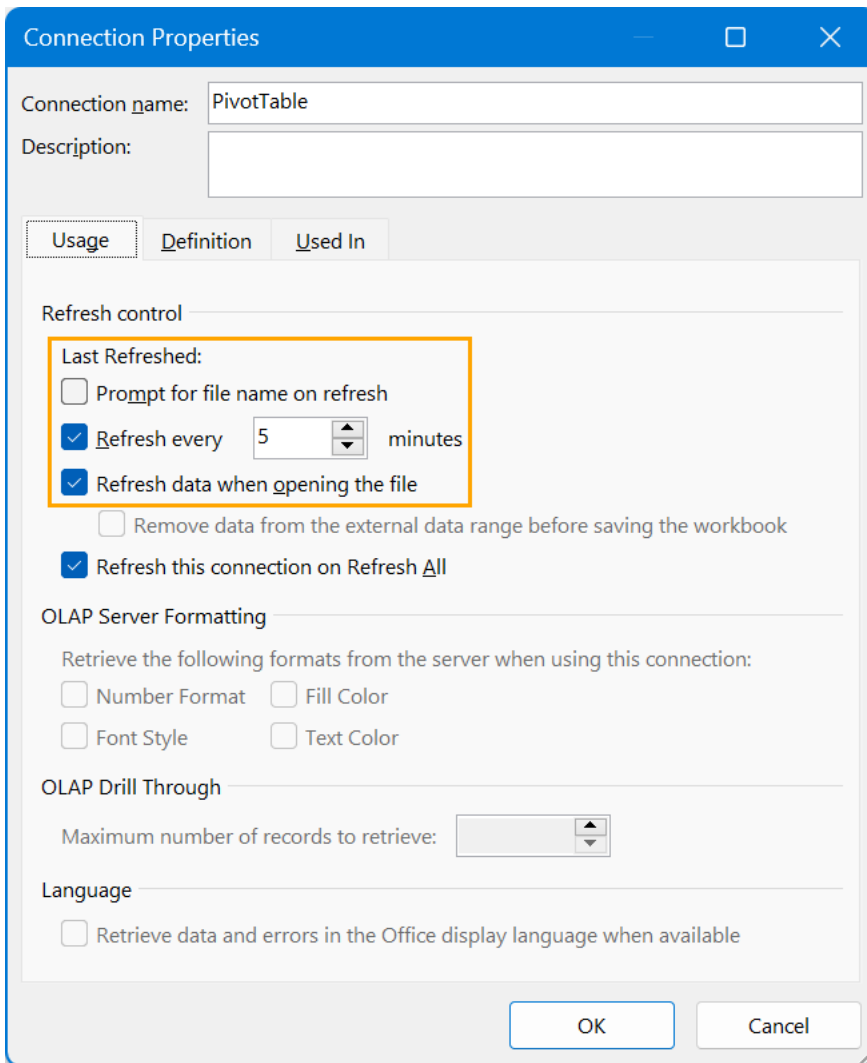 Connection Properties
Connection name: PivotTable
Description:
Usage Definition Used In
Refresh control
Last Refreshed:
Prompt for file name on refresh
Refresh every 5 minutes
Refresh data when opening the file
Remove data from the external data range before saving the workbook
Refresh this connection on Refresh All
OLAP Server Formatting
Retrieve the following formats from the server when using this connection:
Number Format Fill Color
Font Style Text Color
OLAP Drill Through
Maximum number of records to retrieve:
Language
Retrieve data and errors in the Office display language when available
OK Cancel